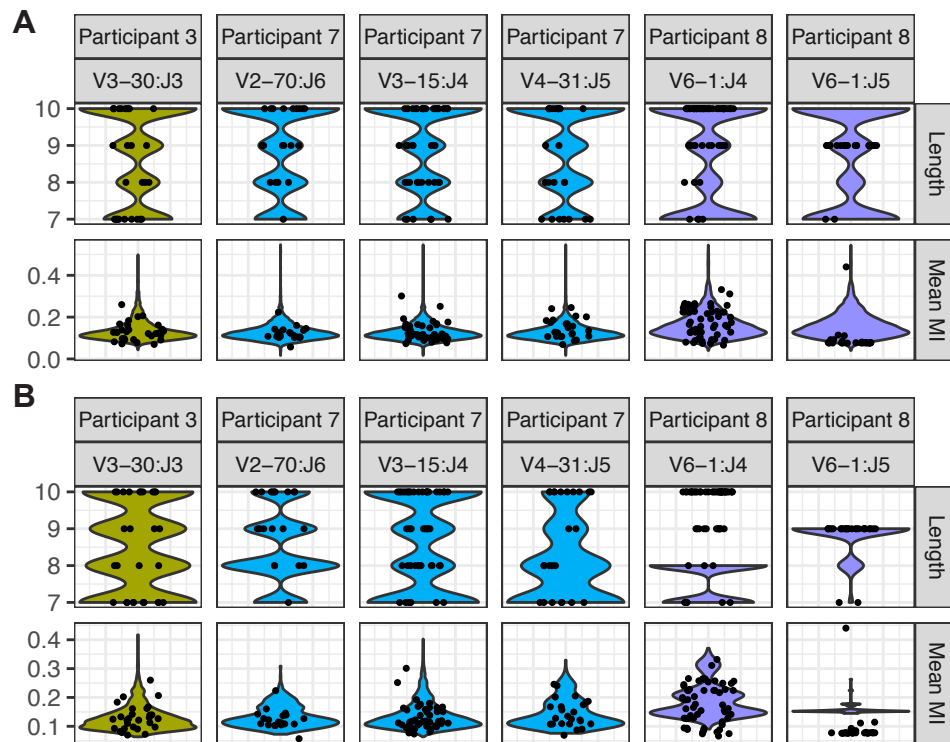 A
Participant 3 Participant 7 Participant 7 Participant 7 Participant 8 Participant 8
V3−30:J3 V2−70:J6 V3−15:J4 V4−31:J5 V6−1:J4 V6−1:J5
10
9
8
7
Length
0.4
0.2
0.0
Mean MI
B
Participant 3 Participant 7 Participant 7 Participant 7 Participant 8 Participant 8
V3−30:J3 V2−70:J6 V3−15:J4 V4−31:J5 V6−1:J4 V6−1:J5
10
9
8
7
Length
0.4
0.3
0.2
0.1
Mean MI